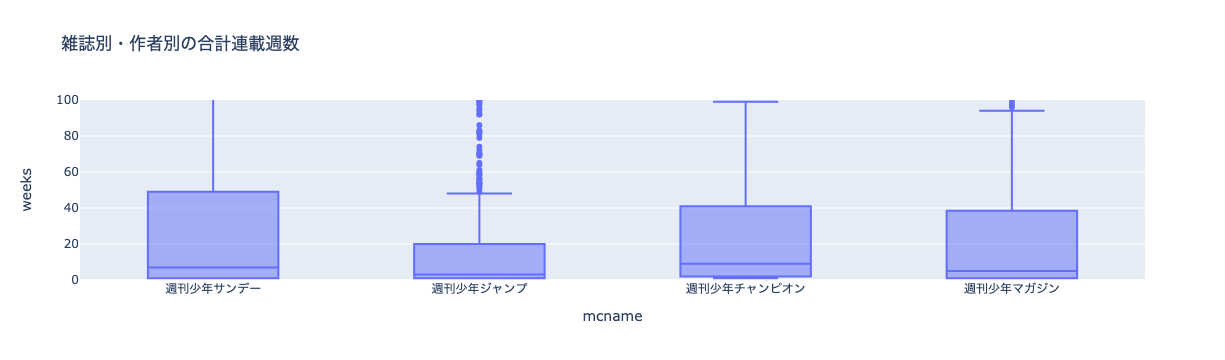 雑誌別・作者別の合計連載週数
weeks
100
80
60
40
20
0
週刊少年サンデー 週刊少年ジャンプ 週刊少年チャンピオン 週刊少年マガジン
mcname